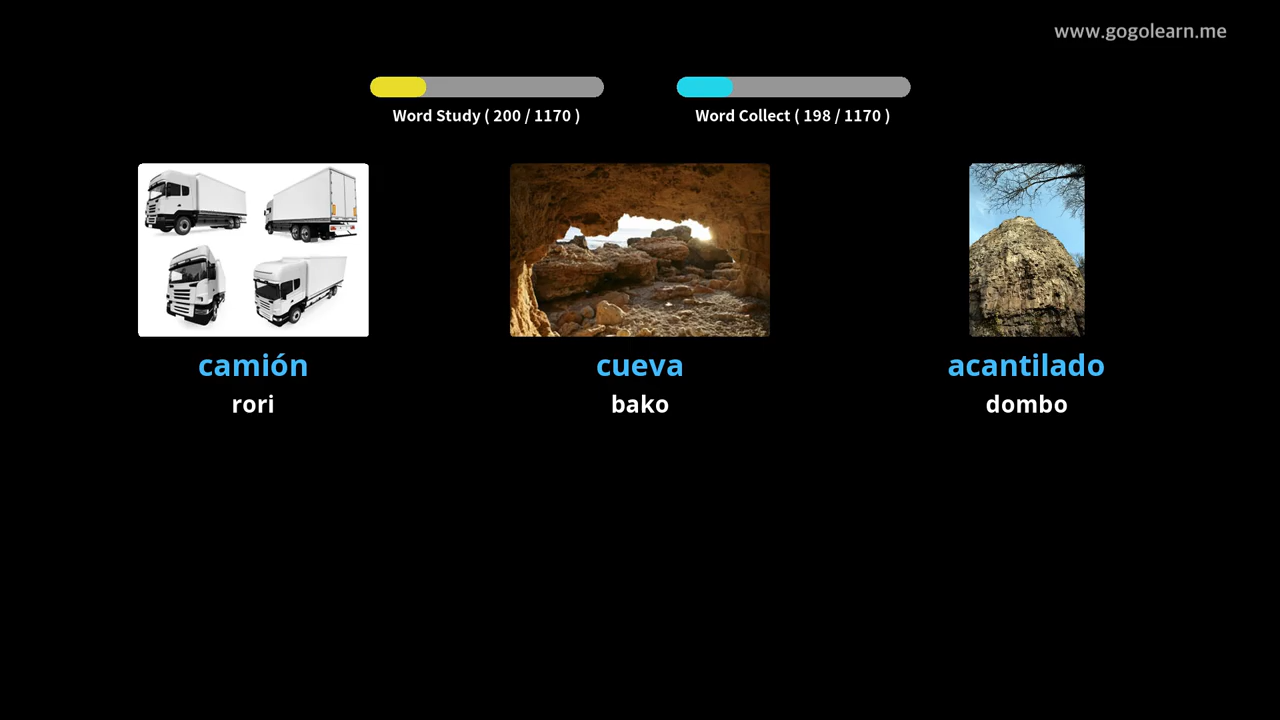 www.gogolearn.me
Word Study ( 200 / 1170 )
Word Collect ( 198 / 1170 )
camión
cueva
acantilado
rori
bako
dombo